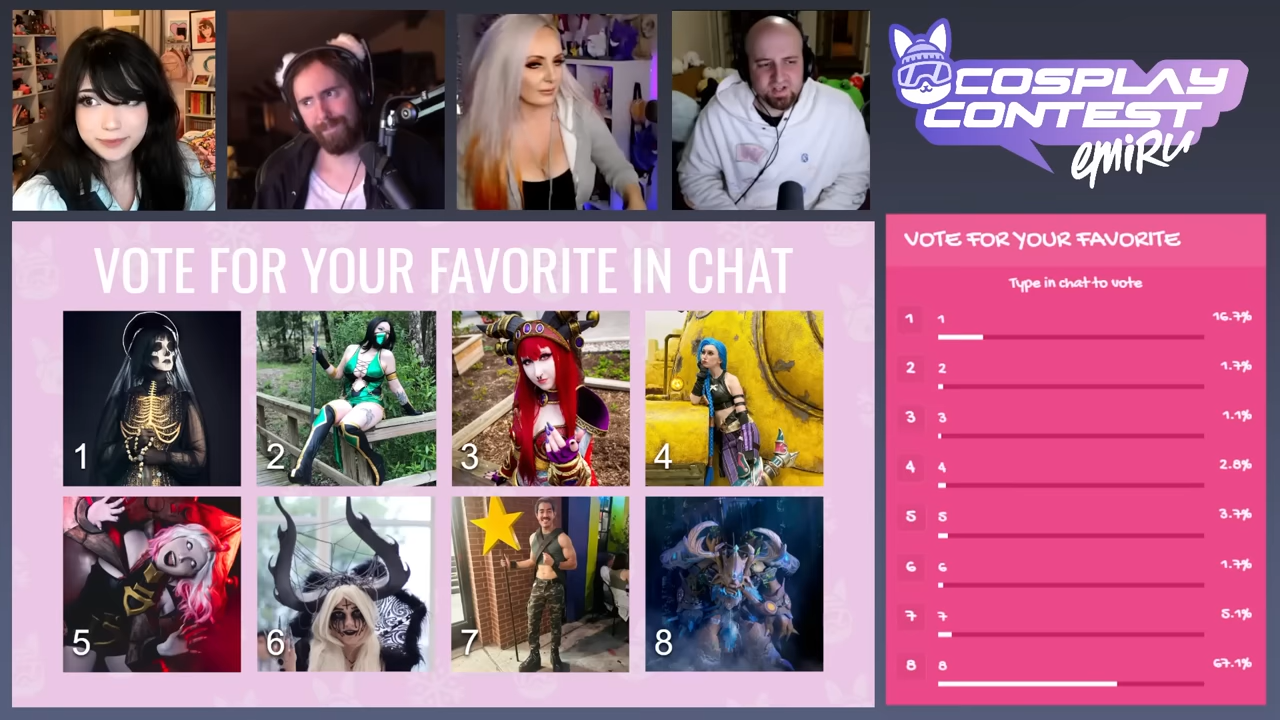 COSPLAY
CONTEST
emiru
VOTE FOR YOUR FAVORITE IN CHAT
1
2
3
4
5
6
7
8
VOTE FOR YOUR FAVORITE
Type in chat to vote
1 1 16.7%
2 2 1.7%
3 3 1.1%
4 4 2.8%
5 5 3.7%
6 6 1.7%
7 7 5.1%
8 8 67.1%